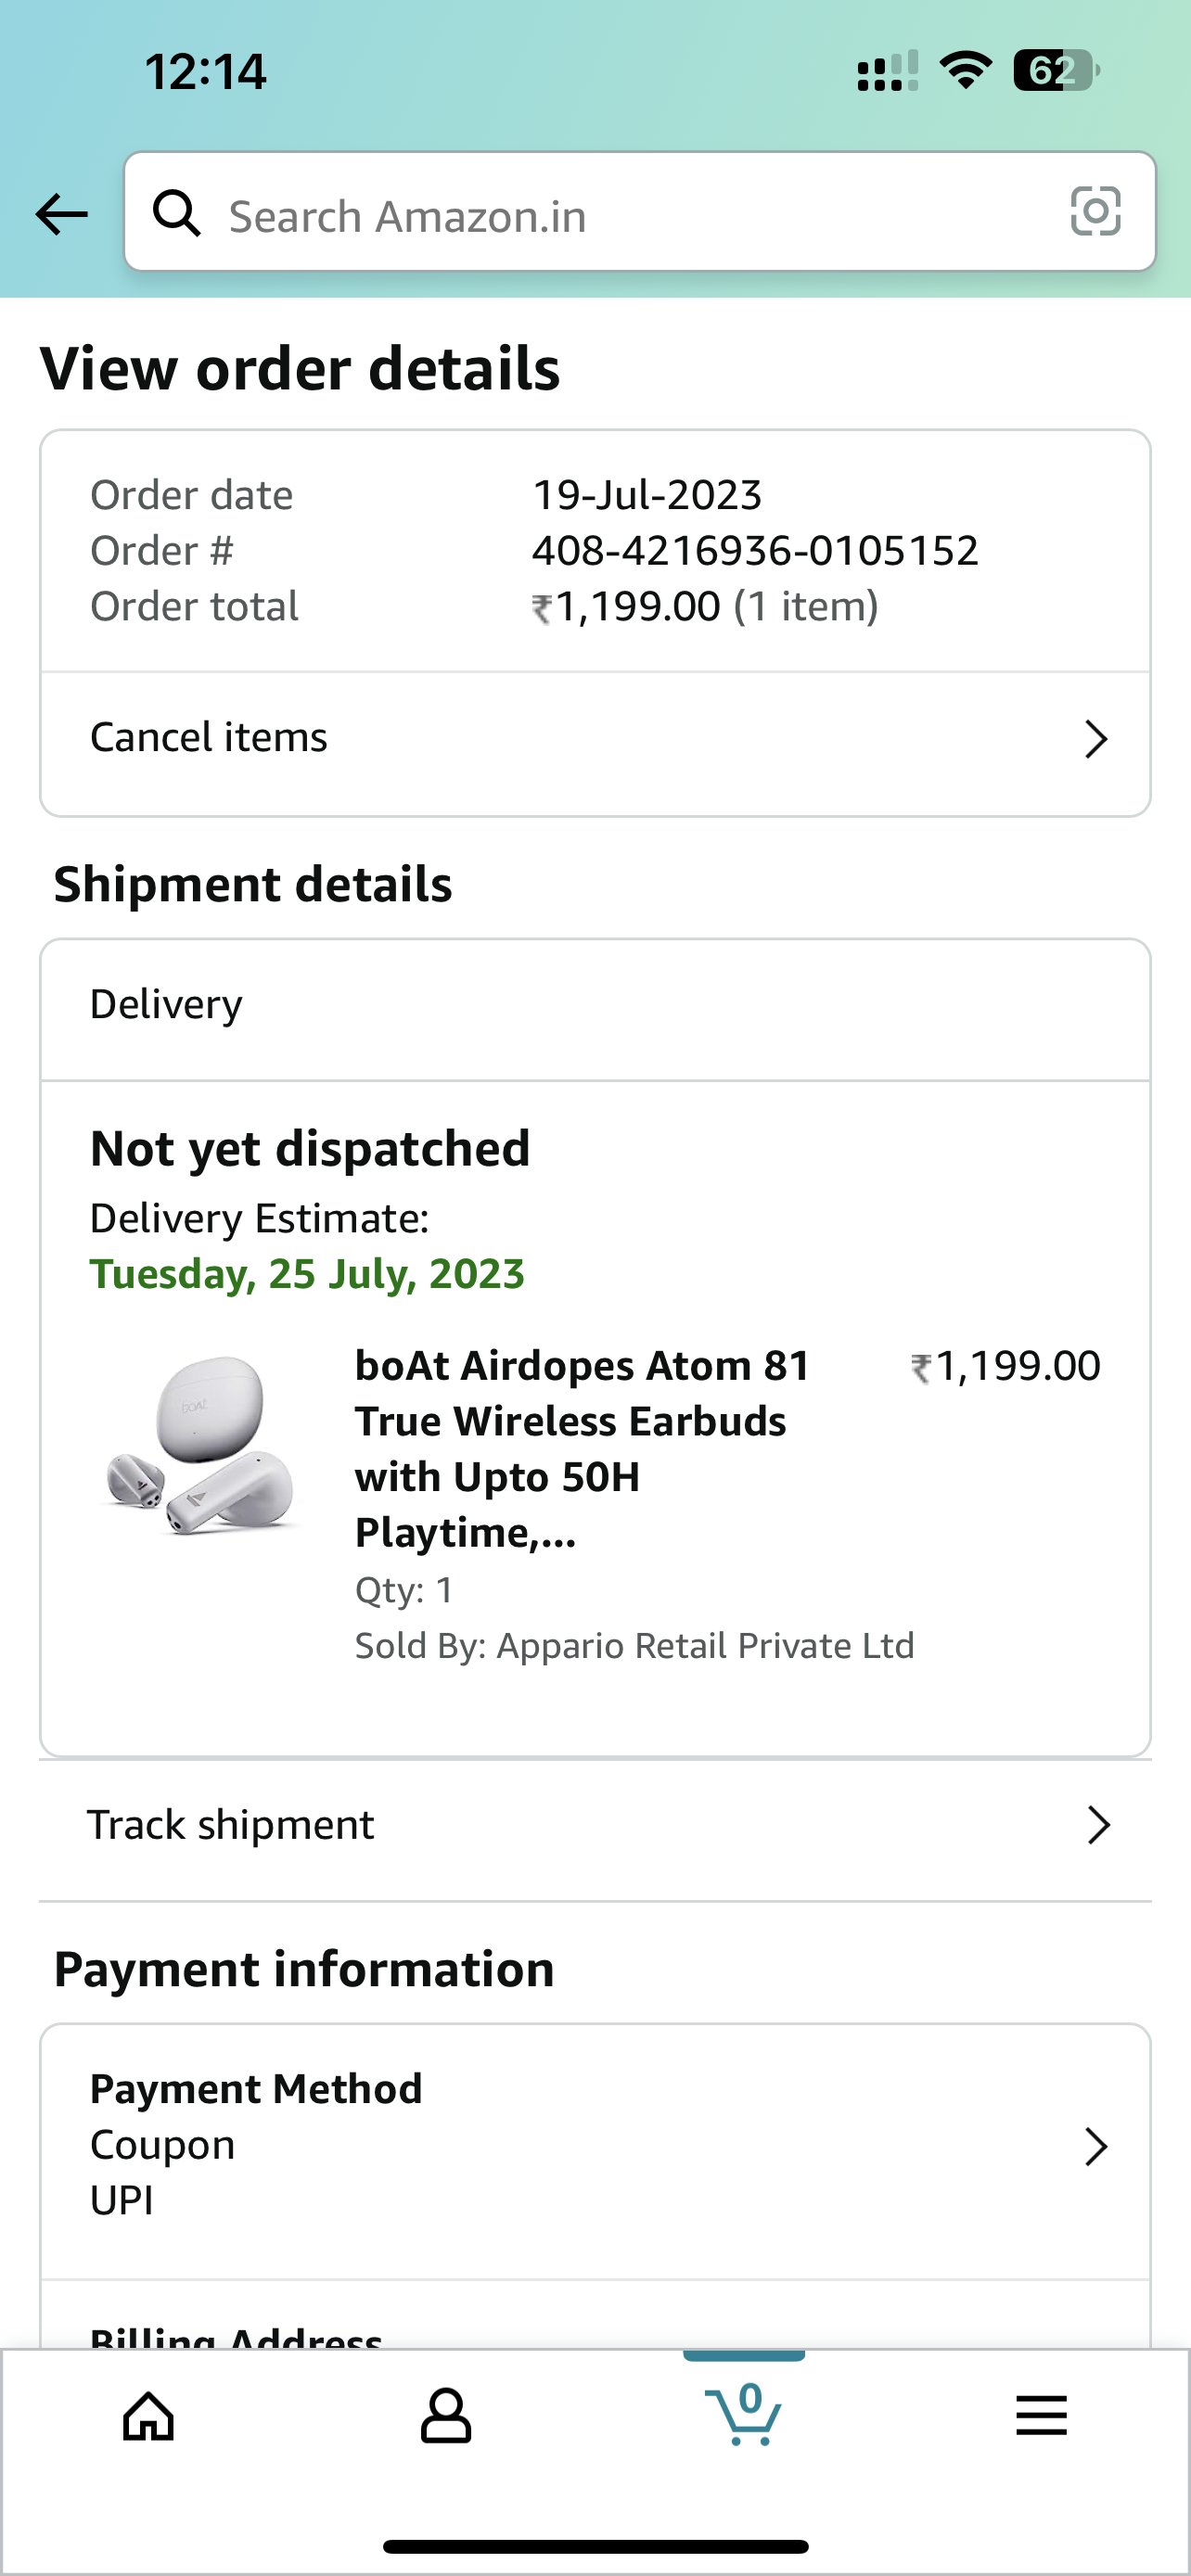 12:14
62
Search Amazon.in
View order details
Order date 19-Jul-2023
Order # 408-4216936-0105152
Order total ₹1,199.00 (1 item)
Cancel items
Shipment details
Delivery
Not yet dispatched
Delivery Estimate:
Tuesday, 25 July, 2023
boAt Airdopes Atom 81 ₹1,199.00
True Wireless Earbuds
with Upto 50H
Playtime,...
Qty: 1
Sold By: Appario Retail Private Ltd
boAt
Track shipment
Payment information
Payment Method
Coupon
UPI
Billing Address
0